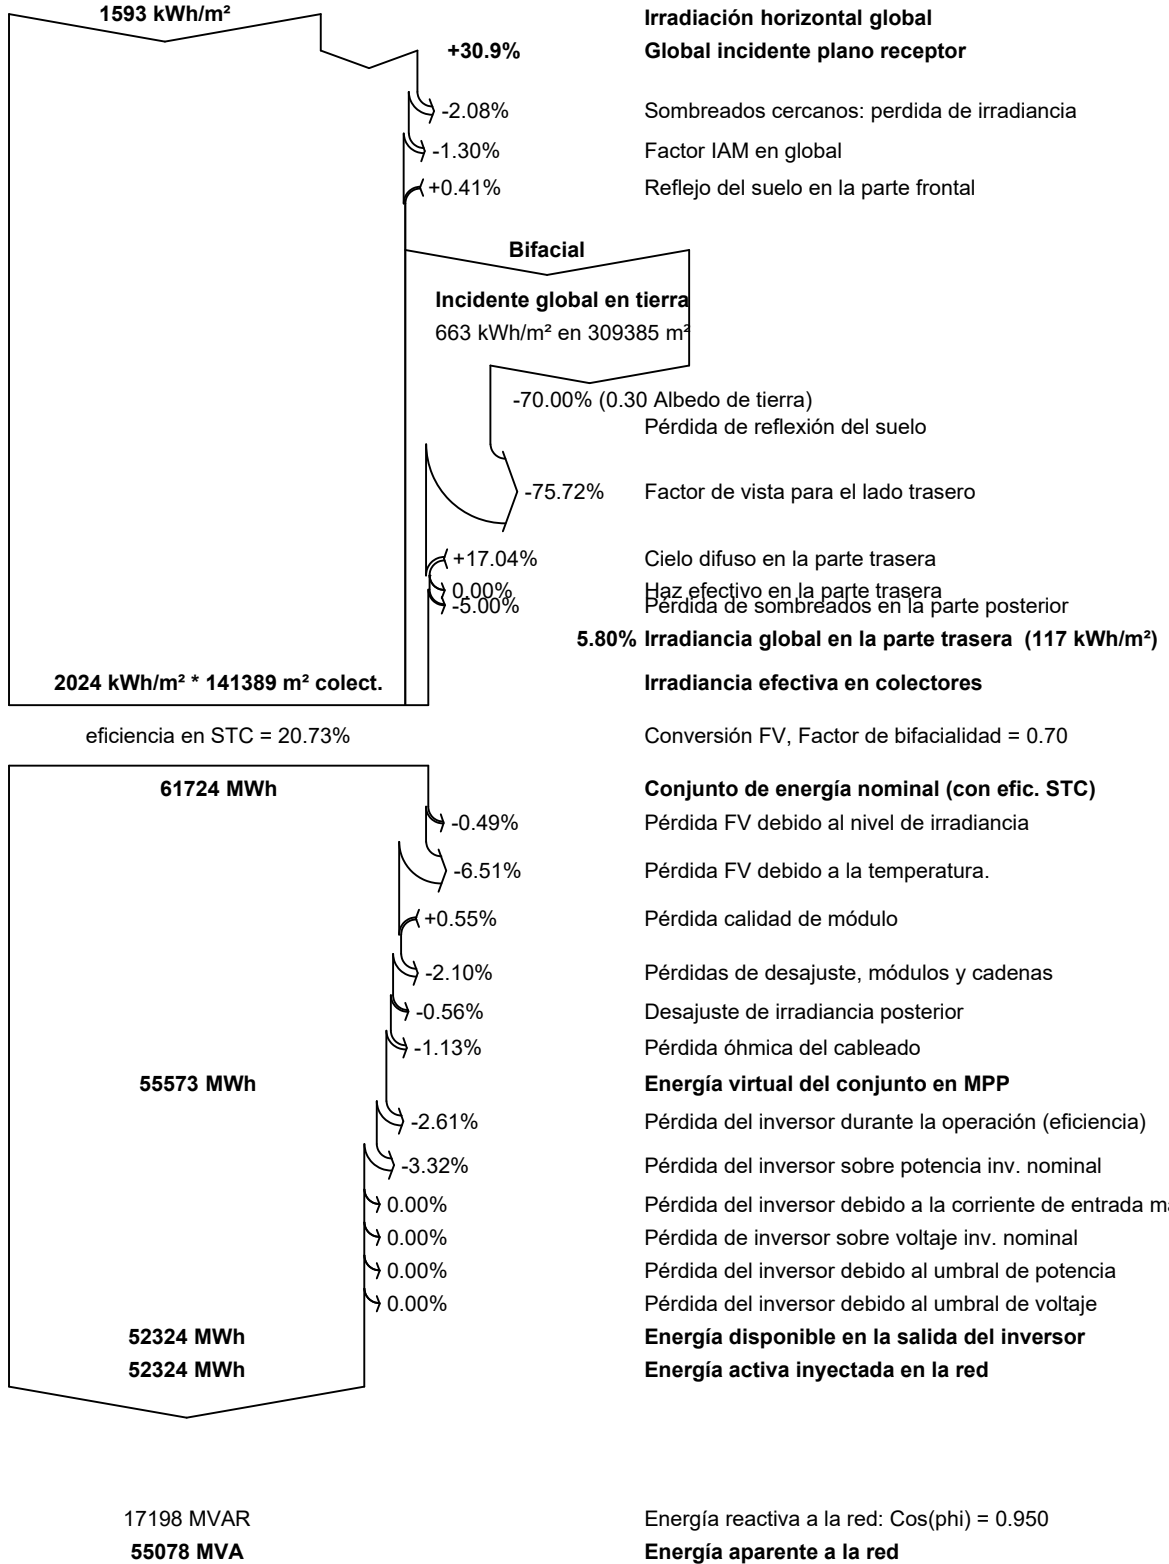 1593 kWh/m² Irradiación horizontal global
+30.9% Global incidente plano receptor
-2.08% Sombreados cercanos: perdida de irradiancia
-1.30% Factor IAM en global
+0.41% Reflejo del suelo en la parte frontal
Bifacial
Incidente global en tierra
663 kWh/m² en 309385 m²
-70.00% (0.30 Albedo de tierra)
Pérdida de reflexión del suelo
-75.72% Factor de vista para el lado trasero
+17.04% Cielo difuso en la parte trasera
0.00% Haz efectivo en la parte trasera
-5.00% Pérdida de sombreados en la parte posterior
5.80% Irradiancia global en la parte trasera (117 kWh/m²)
2024 kWh/m² * 141389 m² colect. Irradiancia efectiva en colectores
eficiencia en STC = 20.73% Conversión FV, Factor de bifacialidad = 0.70
61724 MWh Conjunto de energía nominal (con efic. STC)
-0.49% Pérdida FV debido al nivel de irradiancia
-6.51% Pérdida FV debido a la temperatura.
+0.55% Pérdida calidad de módulo
-2.10% Pérdidas de desajuste, módulos y cadenas
-0.56% Desajuste de irradiancia posterior
-1.13% Pérdida óhmica del cableado
55573 MWh Energía virtual del conjunto en MPP
-2.61% Pérdida del inversor durante la operación (eficiencia)
-3.32% Pérdida del inversor sobre potencia inv. nominal
0.00% Pérdida del inversor debido a la corriente de entrada
0.00% Pérdida de inversor sobre voltaje inv. nominal
0.00% Pérdida del inversor debido al umbral de potencia
0.00% Pérdida del inversor debido al umbral de voltaje
52324 MWh Energía disponible en la salida del inversor
52324 MWh Energía activa inyectada en la red
17198 MVAR Energía reactiva a la red: Cos(phi) = 0.950
55078 MVA Energía aparente a la red